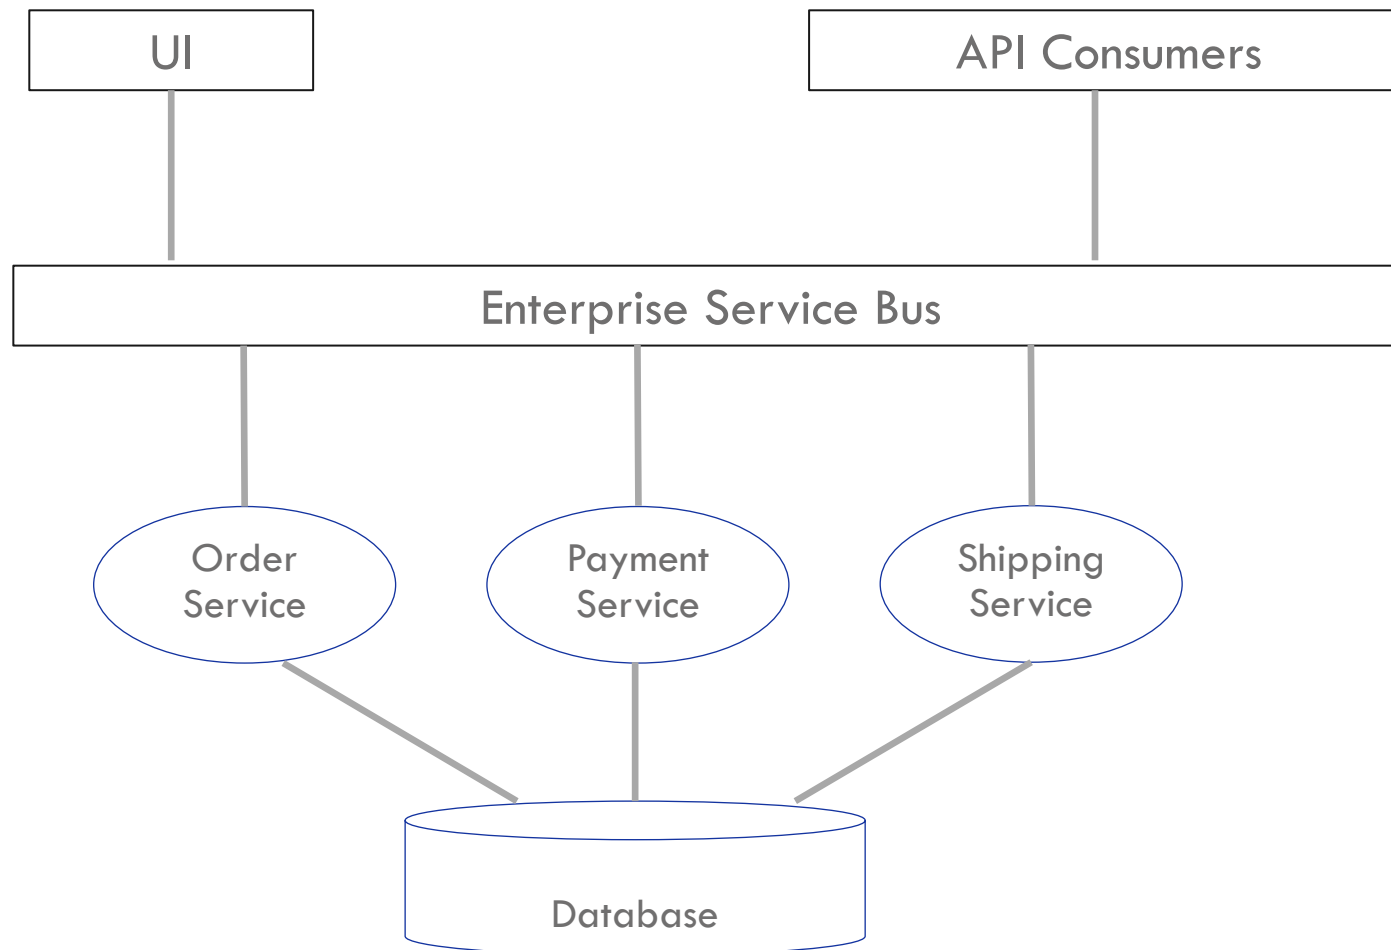 UI
API Consumers
Enterprise Service Bus
Order
Service
Payment
Service
Shipping
Service
Database